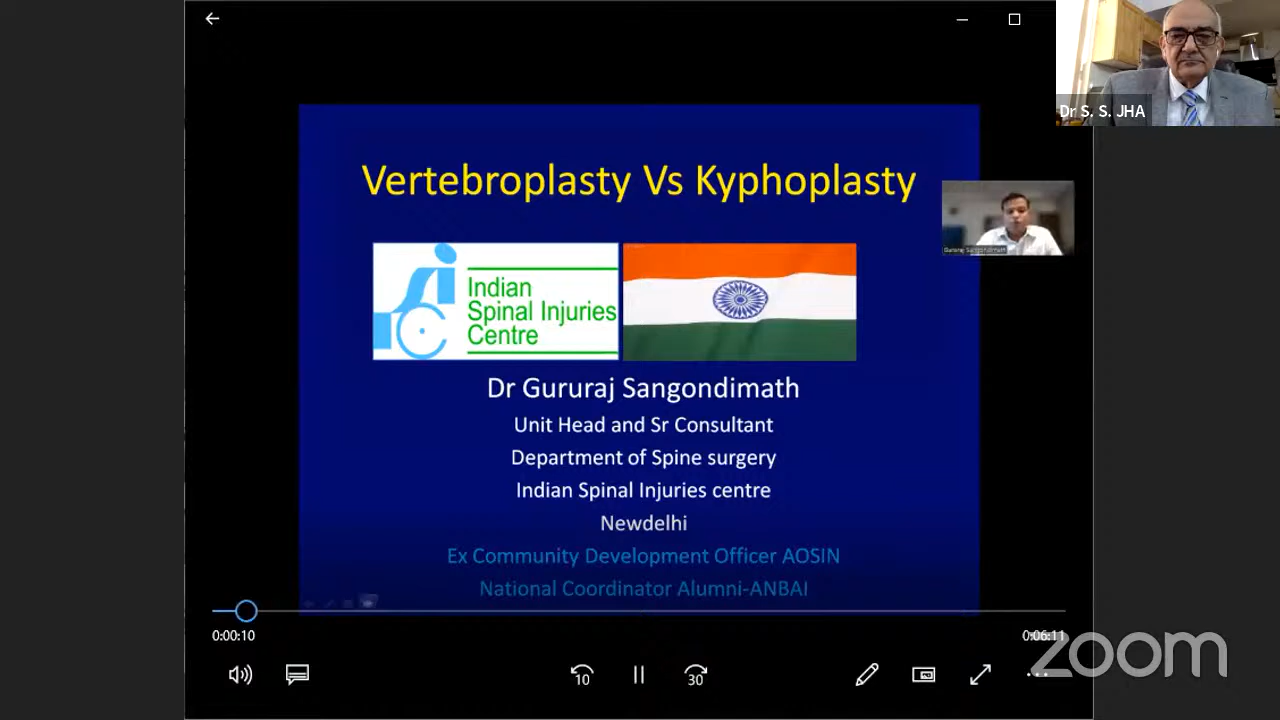 Dr S. S. JHA
Vertebroplasty Vs Kyphoplasty
Gururaj Sangondimath
Indian
Spinal Injuries
Centre
Dr Gururaj Sangondimath
Unit Head and Sr Consultant
Department of Spine surgery
Indian Spinal Injuries centre
Newdelhi
Ex Community Development Officer AOSIN
National Coordinator Alumni-ANBAI
0:00:10
0:06:11
10
30
zoom